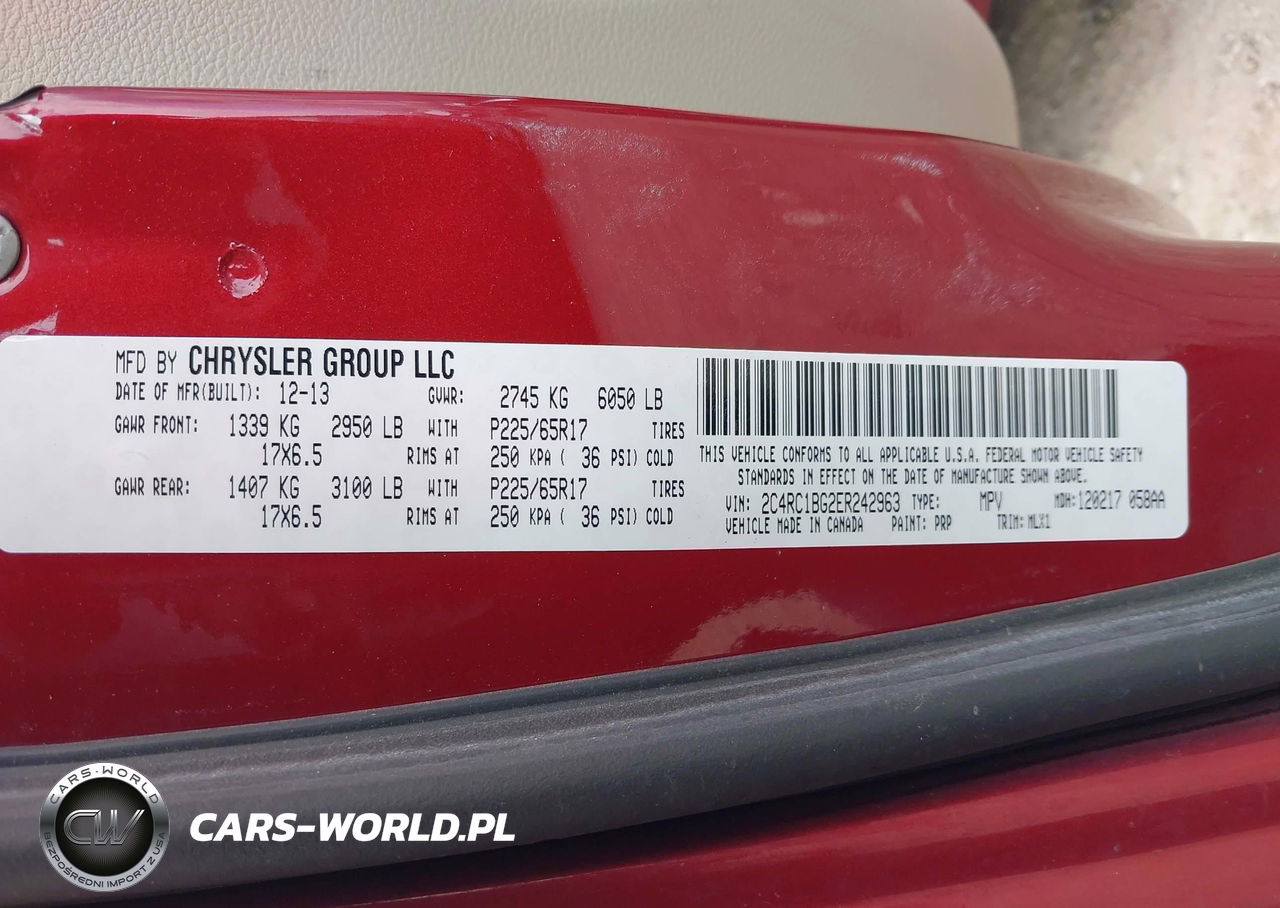 MFD BY CHRYSLER GROUP LLC
DATE OF MFR(BUILT): 12-13 GVWR: 2745 KG 6050 LB
GAWR FRONT: 1339 KG 2950 LB WITH P225/65R17 TIRES
17X6.5 RIMS AT 250 KPA ( 36 PSI) COLD
GAWR REAR: 1407 KG 3100 LB WITH P225/65R17 TIRES
17X6.5 RIMS AT 250 KPA ( 36 PSI) COLD
THIS VEHICLE CONFORMS TO ALL APPLICABLE U.S.A. FEDERAL MOTOR VEHICLE SAFETY
STANDARDS IN EFFECT ON THE DATE OF MANUFACTURE SHOWN ABOVE.
VIN: 2C4RC1BG2ER242963 TYPE: MPV MDH: 120217 058AA
VEHICLE MADE IN CANADA PAINT: PRP TRIM: MLX1
CARS-WORLD
CW
BEZPOŚREDNI IMPORT Z USA
CARS-WORLD.PL